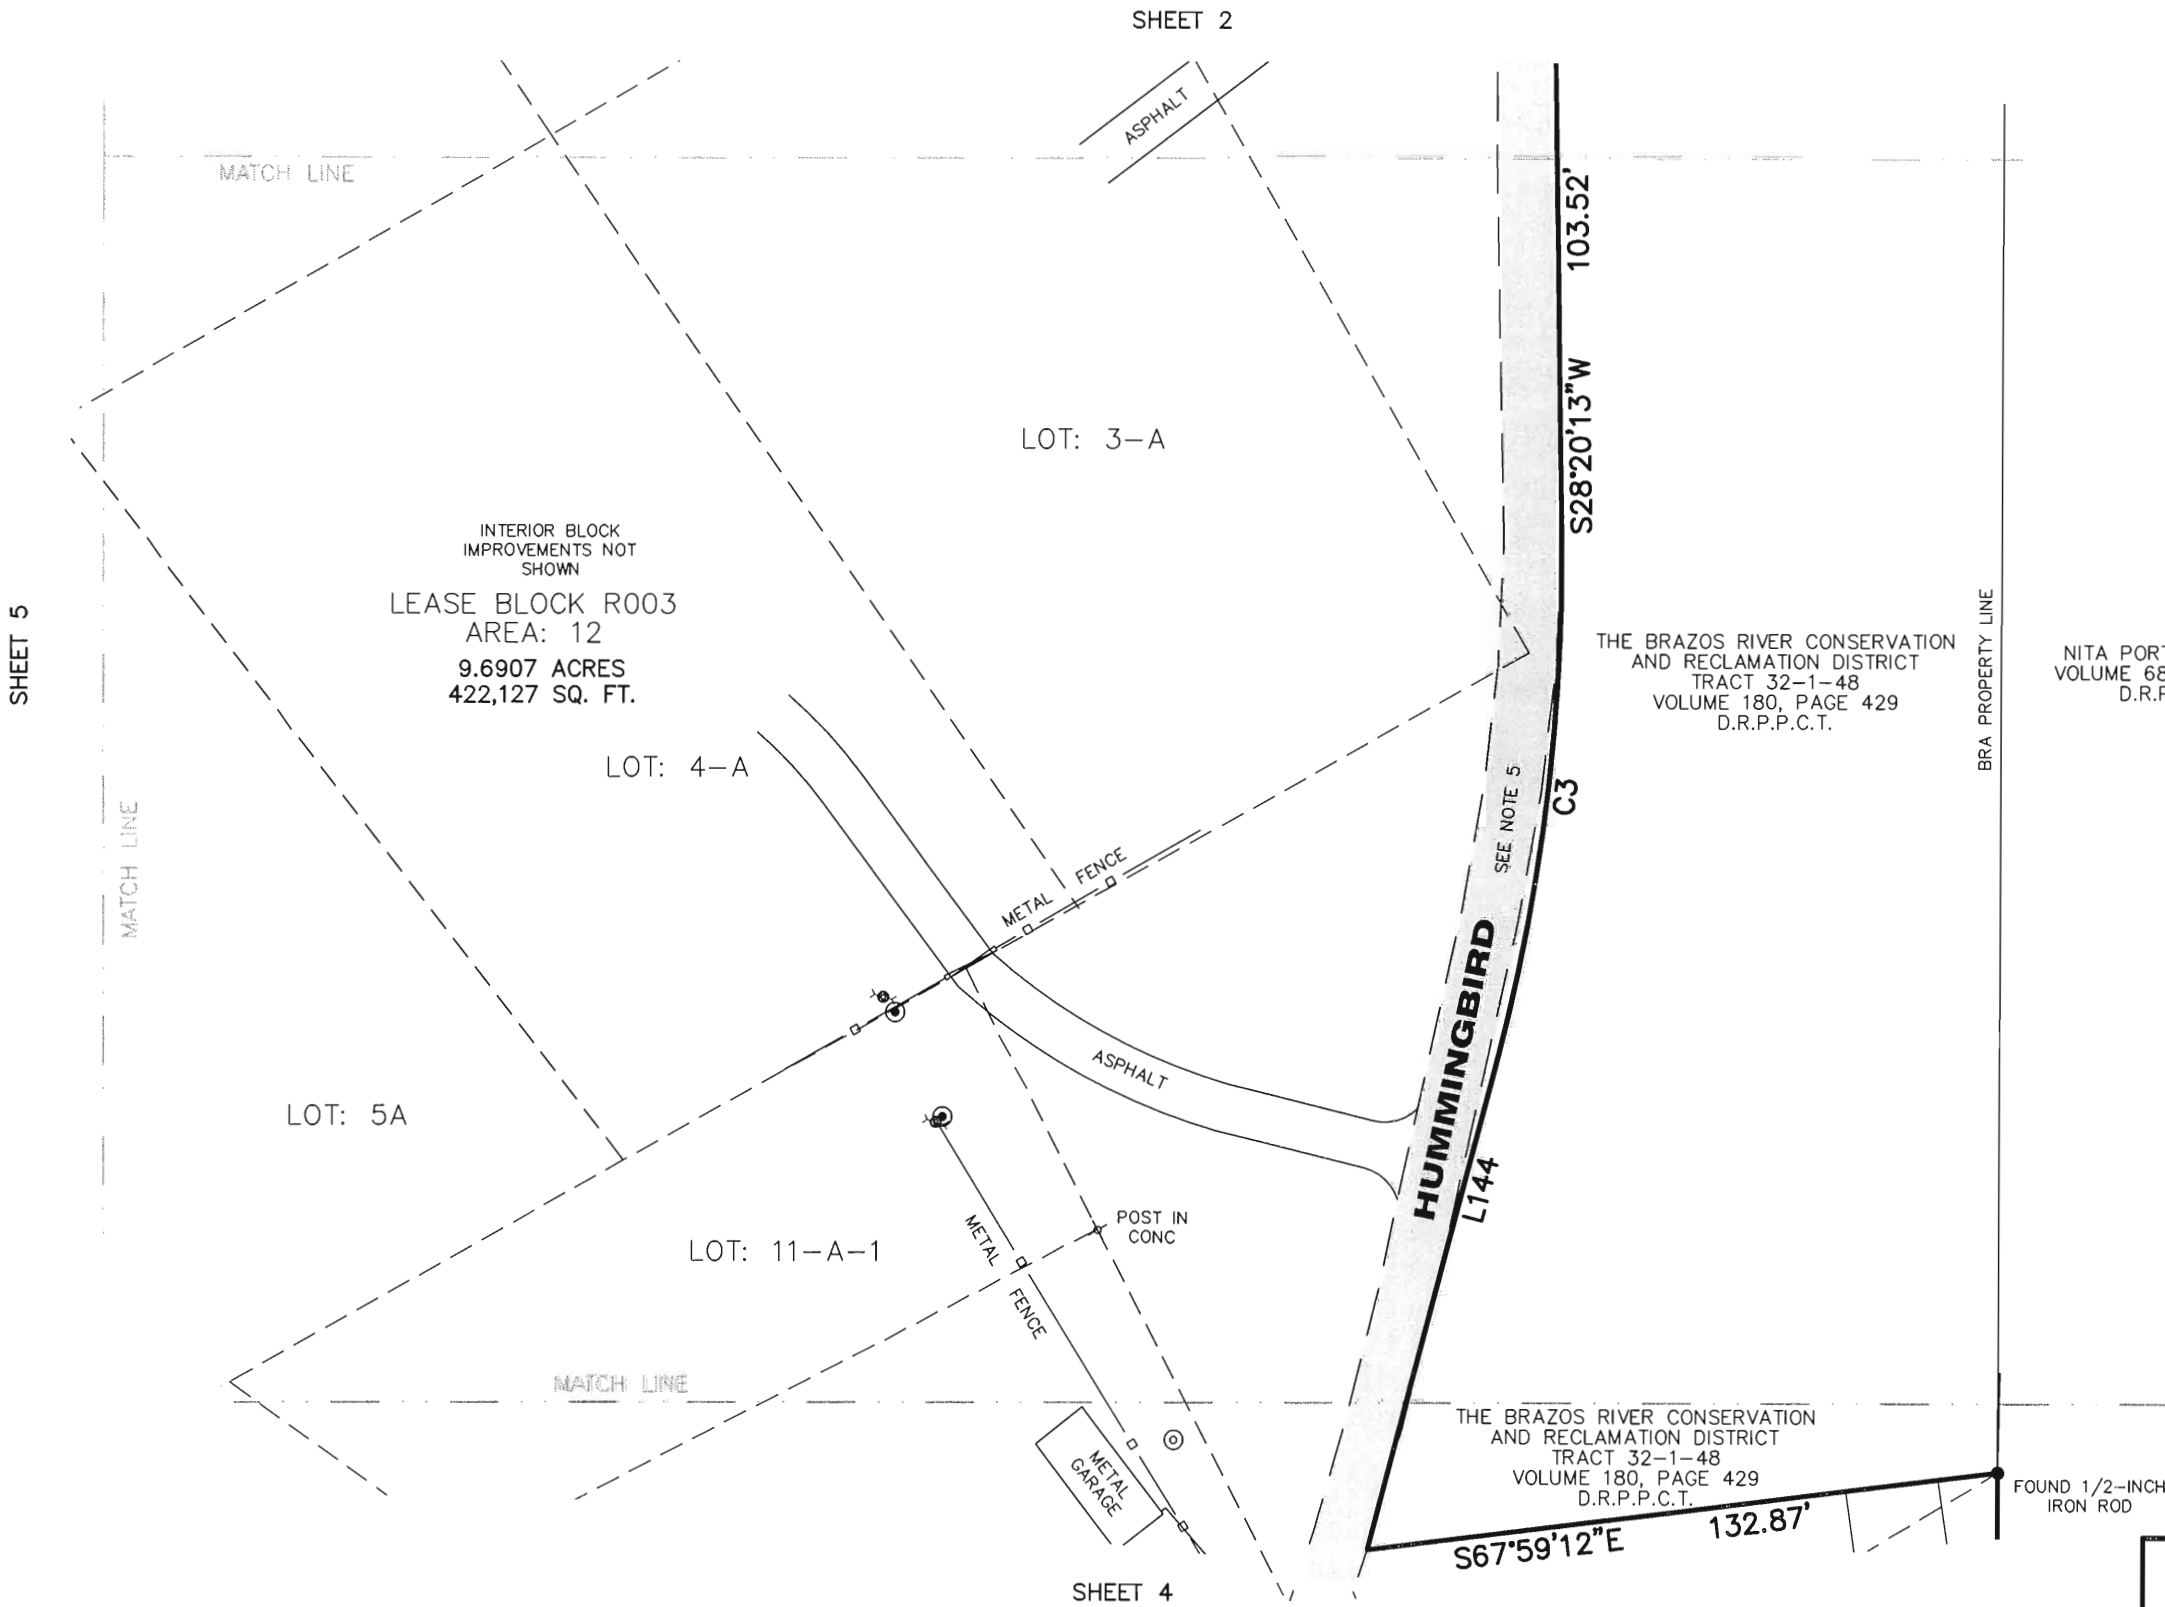 SHEET 2
ASPHALT
MATCH LINE
103.52'
S28°20'13"W
LOT: 3-A
INTERIOR BLOCK
IMPROVEMENTS NOT
SHOWN
LEASE BLOCK R003
AREA: 12
9.6907 ACRES
422,127 SQ. FT.
SHEET 5
THE BRAZOS RIVER CONSERVATION
AND RECLAMATION DISTRICT
TRACT 32-1-48
VOLUME 180, PAGE 429
D.R.P.P.C.T.
BRA PROPERTY LINE
NITA PORT
VOLUME 68
D.R.P
LOT: 4-A
MATCH LINE
C3
SEE NOTE 5
METAL FENCE
HUMMINGBIRD
ASPHALT
LOT: 5A
L144
POST IN
CONC
LOT: 11-A-1
METAL FENCE
MATCH LINE
THE BRAZOS RIVER CONSERVATION
AND RECLAMATION DISTRICT
TRACT 32-1-48
VOLUME 180, PAGE 429
D.R.P.P.C.T.
METAL
GARAGE
FOUND 1/2-INCH
IRON ROD
S67°59'12"E 132.87'
SHEET 4